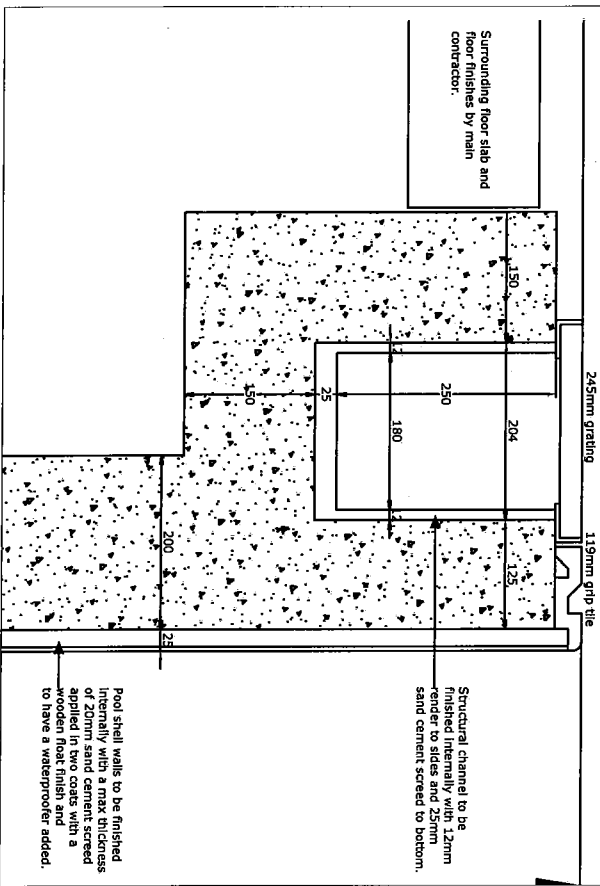 Surrounding floor slab and
floor finishes by main
contractor.
245mm grating
119mm grip tile
150
204
125
12
180
12
250
25
150
200
25
Structural channel to be
finished internally with 12mm
render to sides and 25mm
sand cement screed to bottom.
Pool shell walls to be finished
internally with a max thickness
of 20mm sand cement screed
applied in two coats with a
wooden float finish and
to have a waterproofer added.